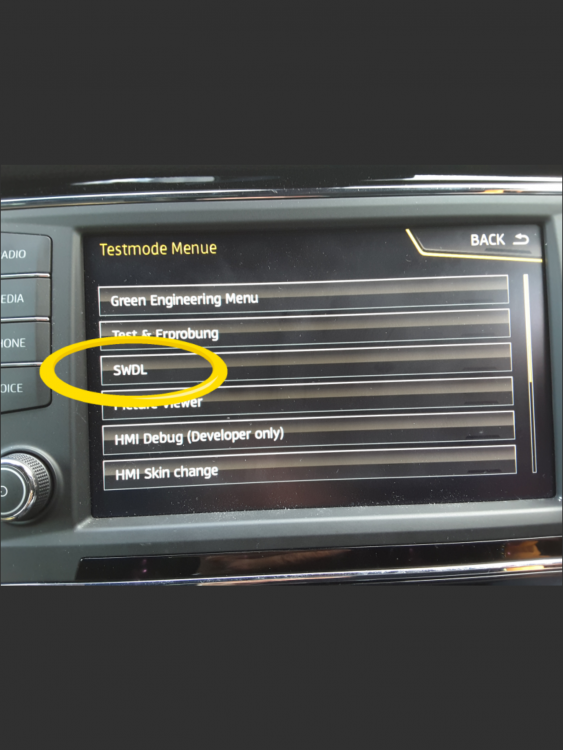 Testmode Menue
BACK
ADIO
EDIA
HONE
OICE
Green Engineering Menu
Test & Erprobung
SWDL
Picture Viewer
HMI Debug (Developer only)
HMI Skin change